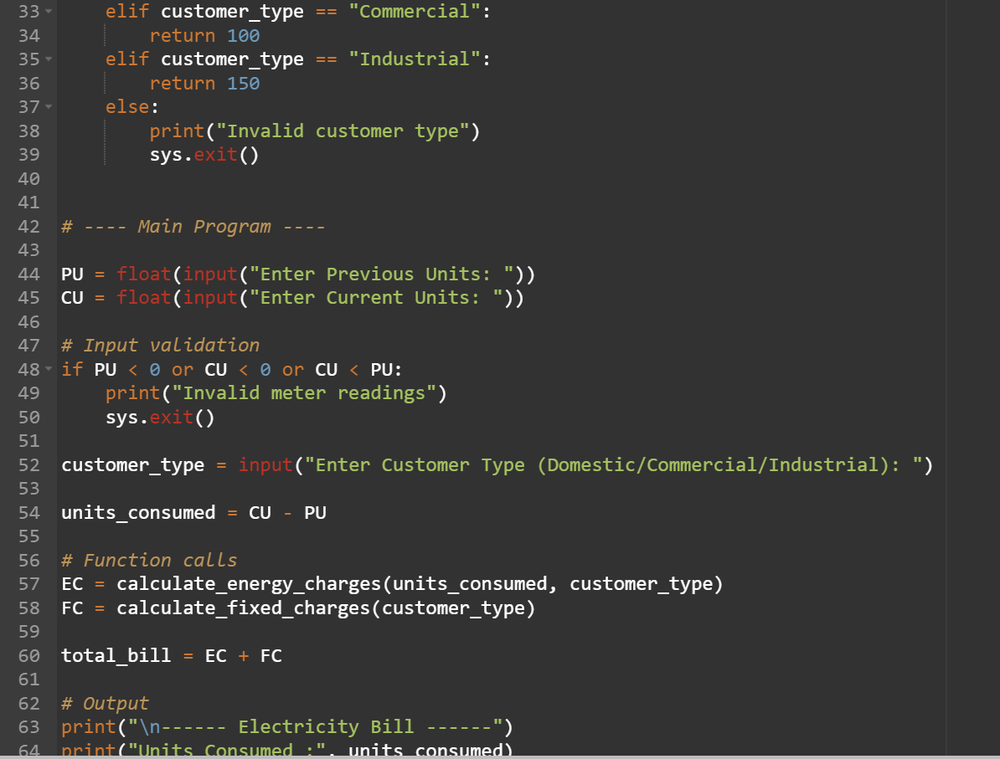 33 elif customer_type == "Commercial":
34 return 100
35 elif customer_type == "Industrial":
36 return 150
37 else:
38 print("Invalid customer type")
39 sys.exit()
40
41
42 # ---- Main Program ----
43
44 PU = float(input("Enter Previous Units: "))
45 CU = float(input("Enter Current Units: "))
46
47 # Input validation
48 if PU < 0 or CU < 0 or CU < PU:
49 print("Invalid meter readings")
50 sys.exit()
51
52 customer_type = input("Enter Customer Type (Domestic/Commercial/Industrial): ")
53
54 units_consumed = CU - PU
55
56 # Function calls
57 EC = calculate_energy_charges(units_consumed, customer_type)
58 FC = calculate_fixed_charges(customer_type)
59
60 total_bill = EC + FC
61
62 # Output
63 print("\n------ Electricity Bill ------")
64 print("Units Consumed :", units_consumed)